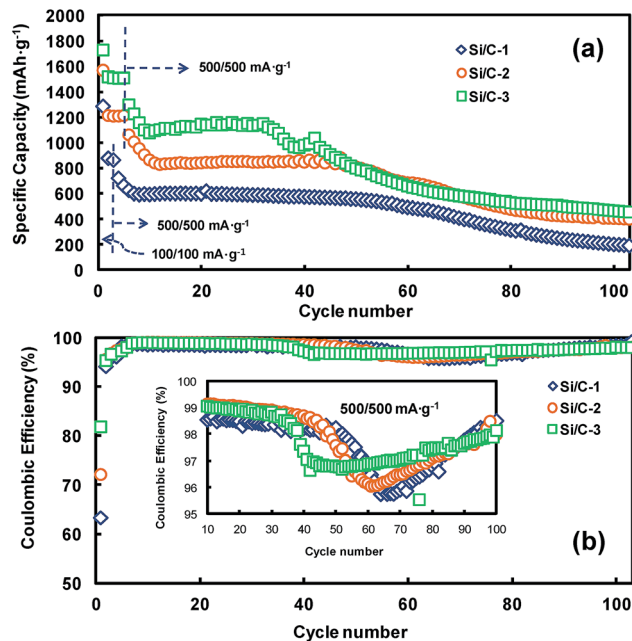 2000
1800
1600
1400
1200
1000
800
600
400
200
0
Specific Capacity (mAh·g⁻¹)
500/500 mA·g⁻¹
Si/C-1
Si/C-2
Si/C-3
(a)
500/500 mA·g⁻¹
100/100 mA·g⁻¹
0 20 40 60 80 100
Cycle number
100
90
80
70
60
50
Coulombic Efficiency (%)
100
99
98
97
96
95
Coulombic Efficiency (%)
500/500 mA·g⁻¹
10 20 30 40 50 60 70 80 90 100
Cycle number
Si/C-1
Si/C-2
Si/C-3
(b)
0 20 40 60 80 100
Cycle number